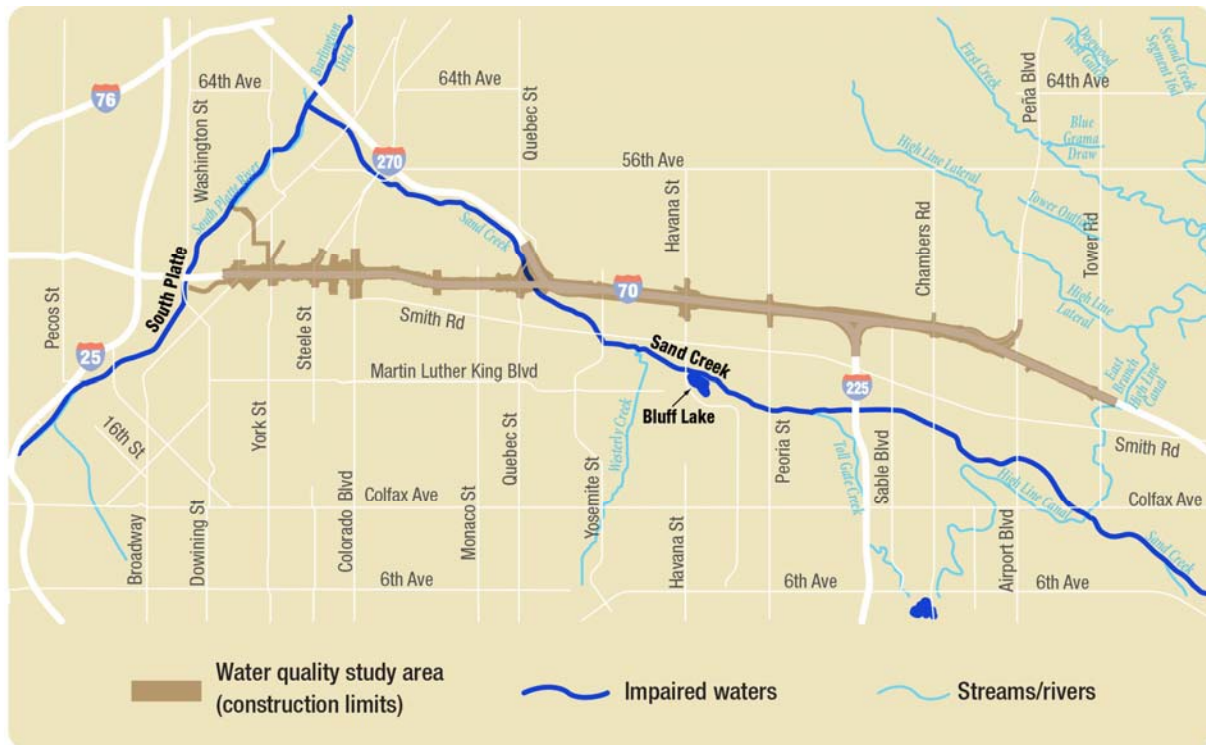 Burlington
Ditch
64th Ave
64th Ave
76
Washington St
270
Quebec St
First Creek
Dogwood
West Gulch
Second Creek
Segment 16d
Peña Blvd
64th Ave
Blue
Grama
Draw
56th Ave
High Line Lateral
South Platte River
Sand Creek
Havana St
Chambers Rd
Tower Outfall
Tower Rd
South Platte
70
Pecos St
Steele St
Smith Rd
High Line
Lateral
25
Sand Creek
Martin Luther King Blvd
225
East
Branch
High Line
Canal
Bluff Lake
16th St
York St
Quebec St
Westerly Creek
Peoria St
Toll Gate Creek
Sable Blvd
Smith Rd
Colfax Ave
High Line Canal
Colfax Ave
Broadway
Dowining St
Colorado Blvd
Monaco St
Yosemite St
Havana St
Airport Blvd
Sand Creek
6th Ave
6th Ave
6th Ave
Water quality study area
(construction limits)
Impaired waters
Streams/rivers